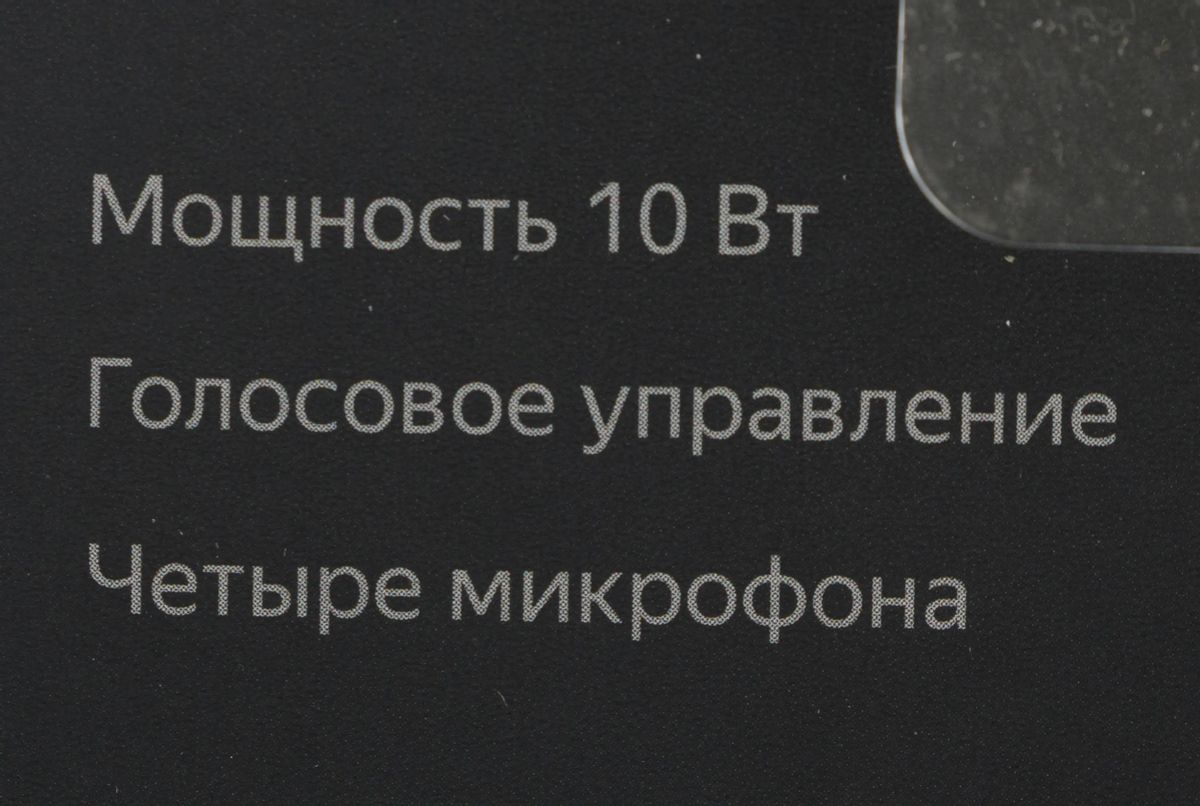 Мощность 10 Вт
Голосовое управление
Четыре микрофона